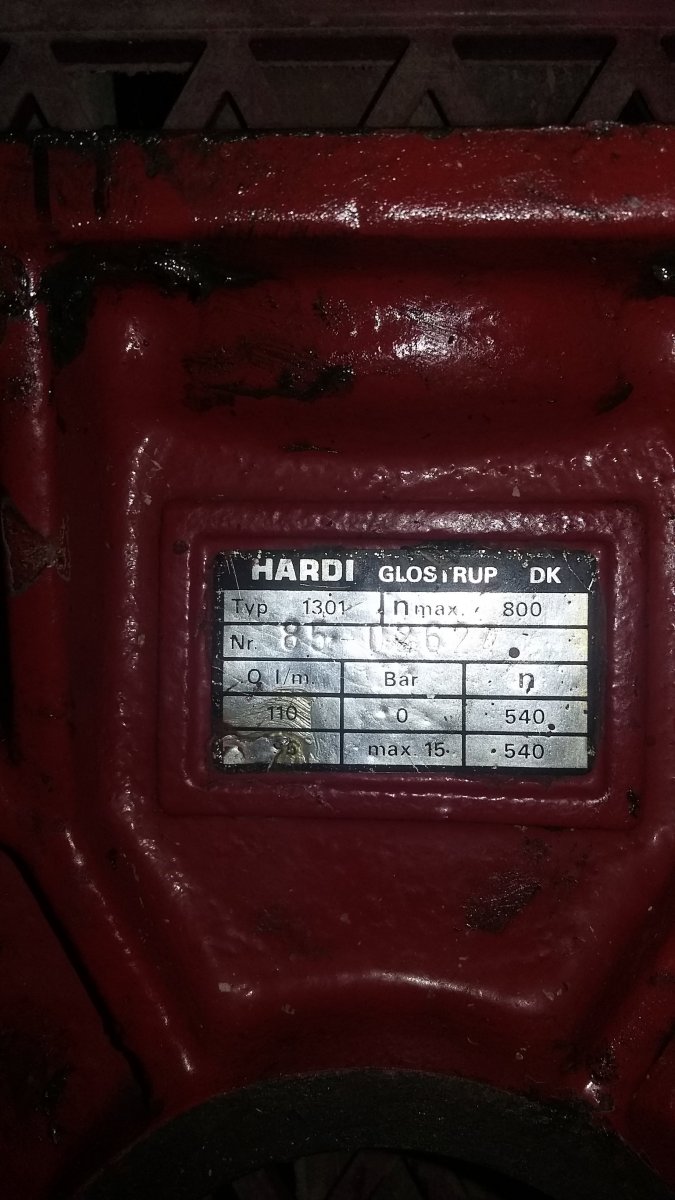 HARDI GLOSTRUP DK
Typ 1301 n max. 800
Nr.
Q l/m. Bar n
110 0 540
max 15 540